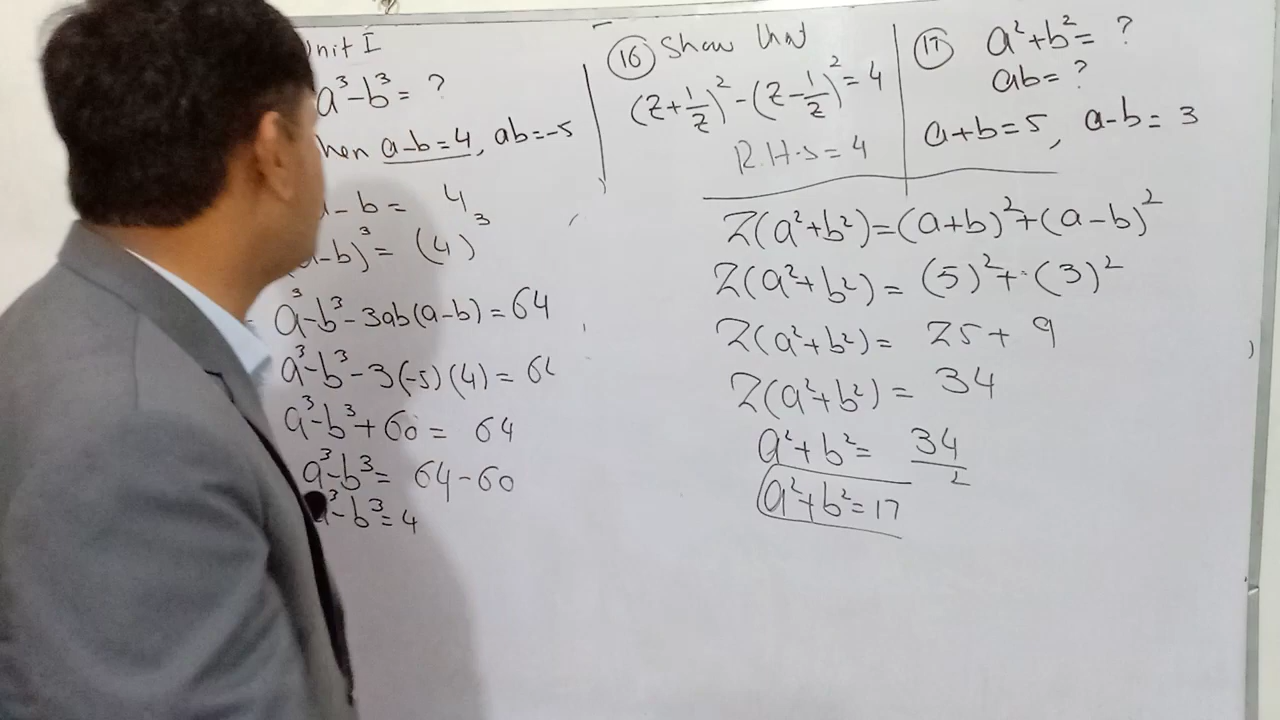 Unit I
a³-b³= ?
hen a-b=4, ab=-5
a-b= 4
(a-b)³= (4)³
a³-b³-3ab(a-b)=64
a³-b³-3(-5)(4)=64
a³-b³+60= 64
a³-b³= 64-60
a³-b³=4
16 Show that
(z+1/z)²-(z-1/z)²=4
R.H.S=4
17 a²+b²= ?
ab= ?
a+b=5, a-b= 3
2(a²+b²)=(a+b)²+(a-b)²
2(a²+b²)= (5)²+(3)²
2(a²+b²)= 25+9
2(a²+b²)= 34
a²+b²= 34/2
a²+b²=17